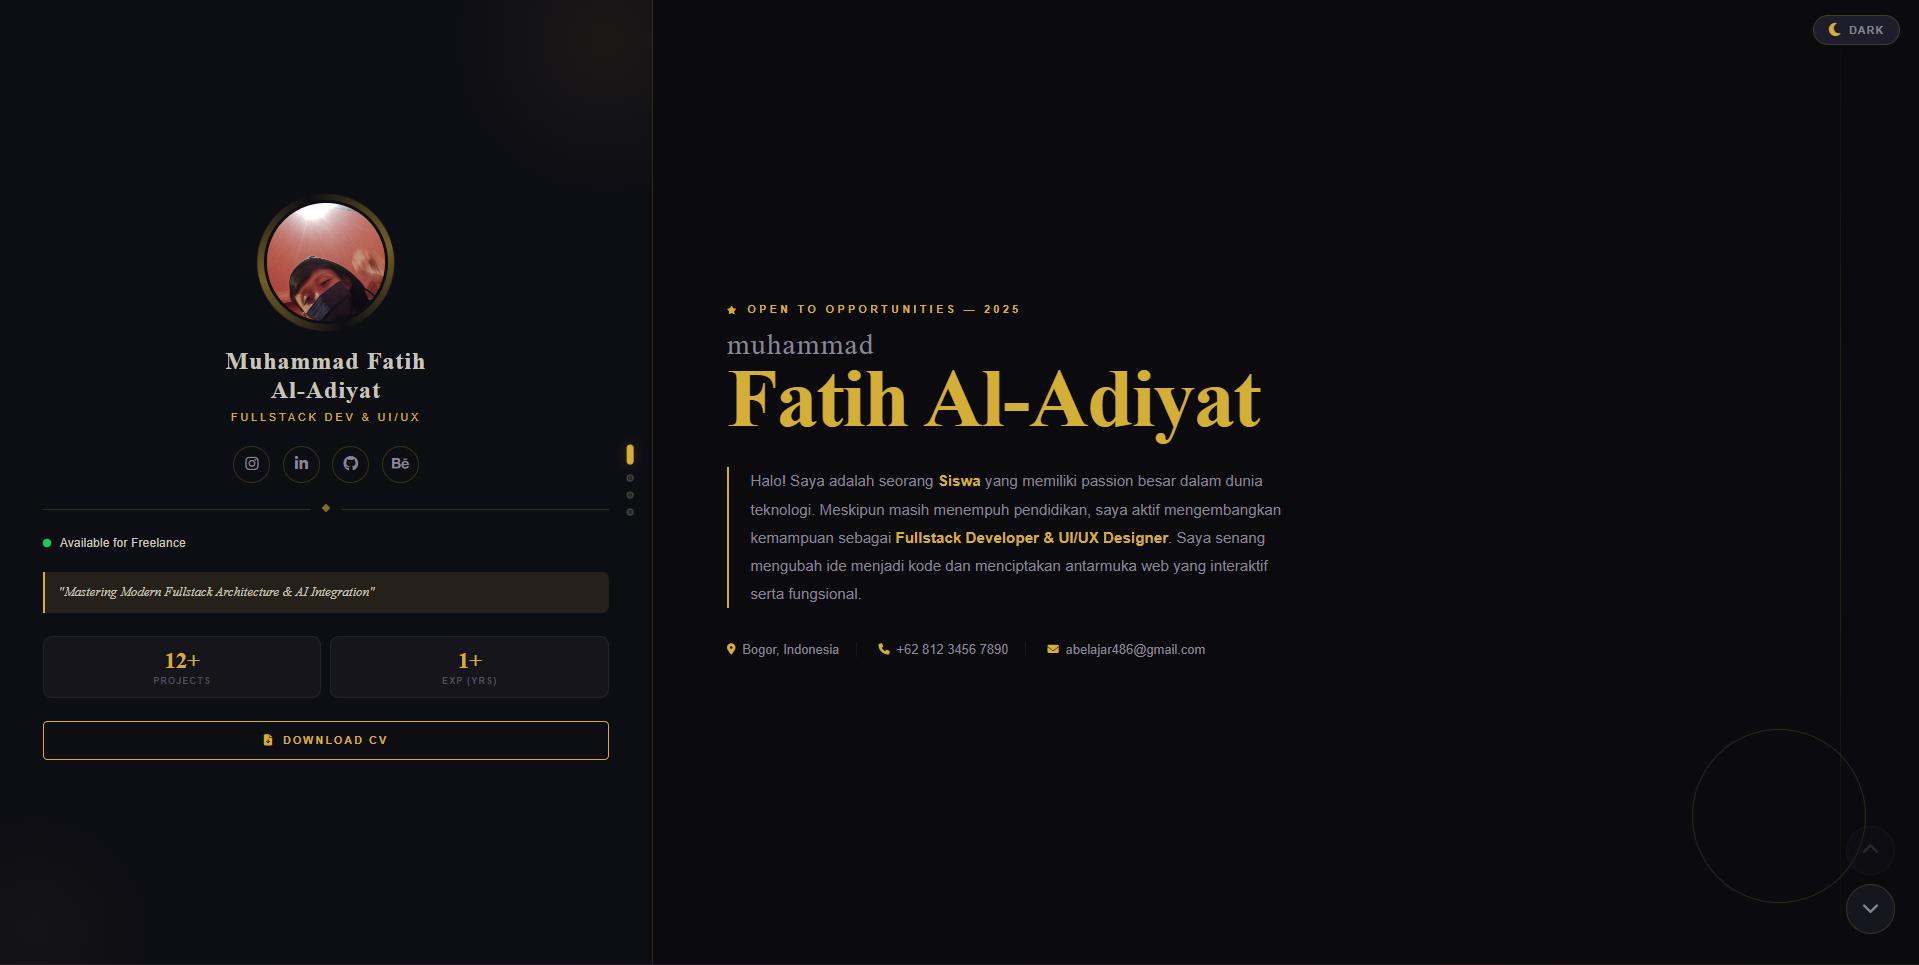 DARK
Muhammad Fatih
Al-Adiyat
FULLSTACK DEV & UI/UX
in
Bē
Available for Freelance
"Mastering Modern Fullstack Architecture & AI Integration"
12+
PROJECTS
1+
EXP (YRS)
DOWNLOAD CV
OPEN TO OPPORTUNITIES — 2025
muhammad
Fatih Al-Adiyat
Halo! Saya adalah seorang Siswa yang memiliki passion besar dalam dunia
teknologi. Meskipun masih menempuh pendidikan, saya aktif mengembangkan
kemampuan sebagai Fullstack Developer & UI/UX Designer. Saya senang
mengubah ide menjadi kode dan menciptakan antarmuka web yang interaktif
serta fungsional.
Bogor, Indonesia
+62 812 3456 7890
abelajar486@gmail.com